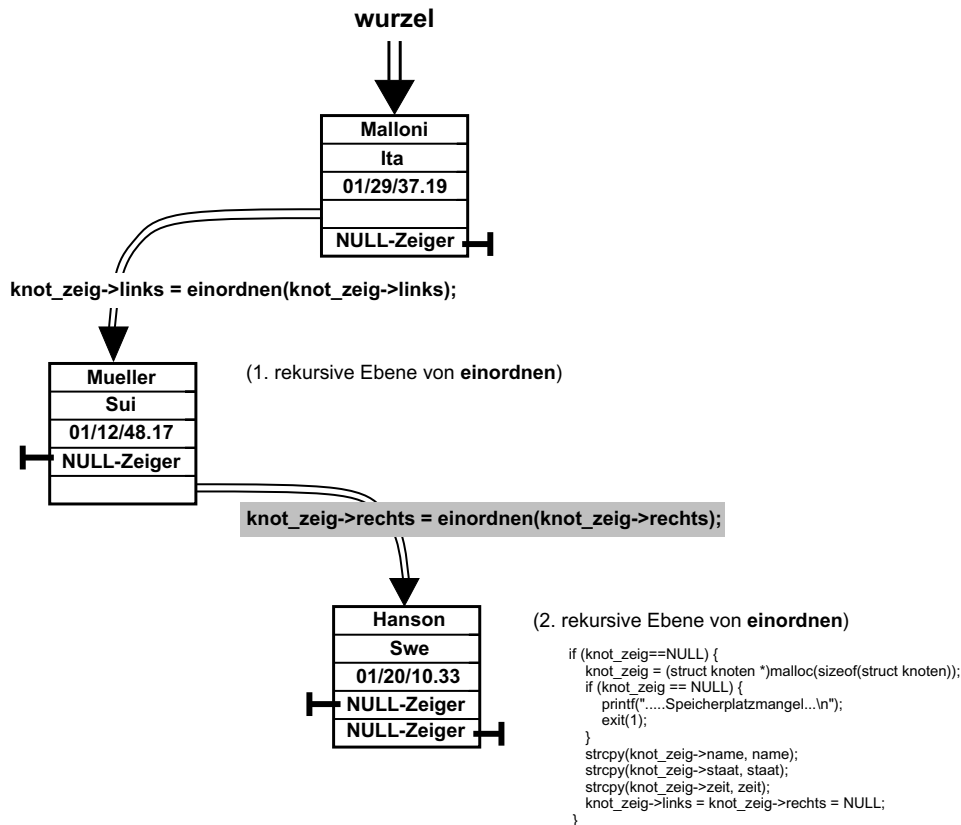 wurzel
Malloni
Ita
01/29/37.19
NULL-Zeiger
knot_zeig->links = einordnen(knot_zeig->links);
Mueller
Sui
01/12/48.17
NULL-Zeiger
(1. rekursive Ebene von einordnen)
knot_zeig->rechts = einordnen(knot_zeig->rechts);
Hanson
Swe
01/20/10.33
NULL-Zeiger
NULL-Zeiger
(2. rekursive Ebene von einordnen)
if (knot_zeig==NULL) {
knot_zeig = (struct knoten *)malloc(sizeof(struct knoten));
if (knot_zeig == NULL) {
printf(".....Speicherplatzmangel...\n");
exit(1);
}
strcpy(knot_zeig->name, name);
strcpy(knot_zeig->staat, staat);
strcpy(knot_zeig->zeit, zeit);
knot_zeig->links = knot_zeig->rechts = NULL;
}